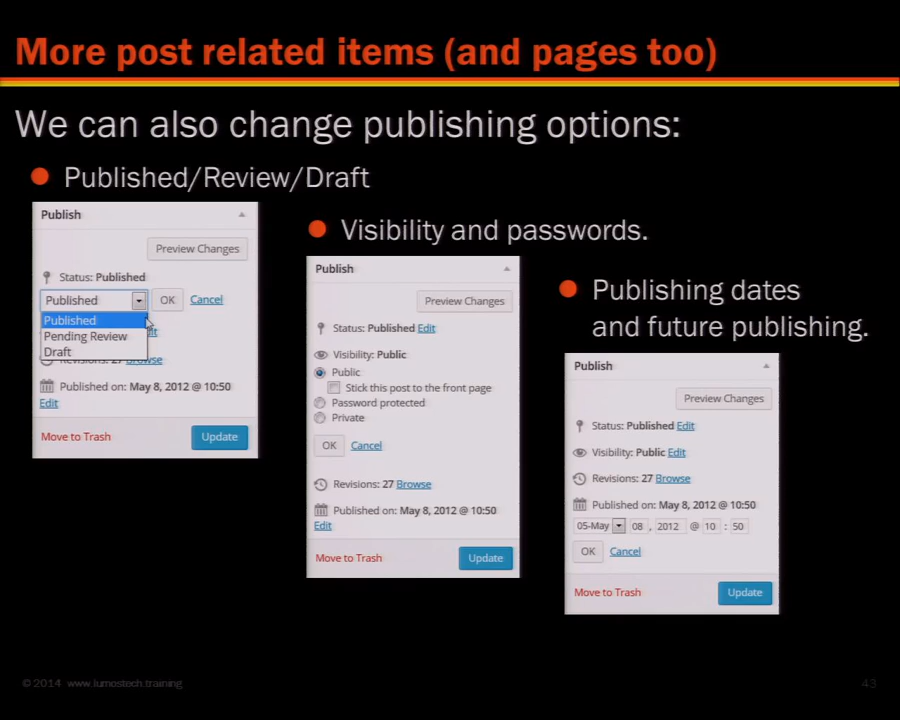 More post related items (and pages too)
We can also change publishing options:
Published/Review/Draft
Publish
Preview Changes
Status: Published
Published
OK
Cancel
Published
Pending Review
Draft
Browse
Published on: May 8, 2012 @ 10:50
Edit
Move to Trash
Update
Visibility and passwords.
Publish
Preview Changes
Status: Published Edit
Visibility: Public
Public
Stick this post to the front page
Password protected
Private
OK
Cancel
Revisions: 27 Browse
Published on: May 8, 2012 @ 10:50
Edit
Move to Trash
Update
Publishing dates
and future publishing.
Publish
Preview Changes
Status: Published Edit
Visibility: Public Edit
Revisions: 27 Browse
Published on: May 8, 2012 @ 10:50
05-May 08 , 2012 @ 10 : 50
OK
Cancel
Move to Trash
Update
© 2014 www.lumostech.training
43